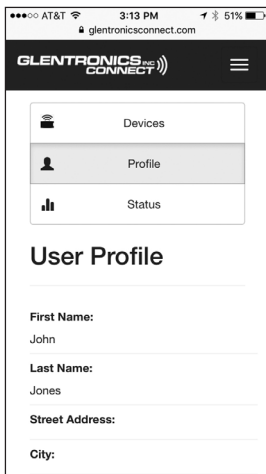 ●●●○○ AT&T 3:13 PM 51%
glentronicsconnect.com
GLENTRONICS INC
CONNECT
Devices
Profile
Status
User Profile
First Name:
John
Last Name:
Jones
Street Address:
City: